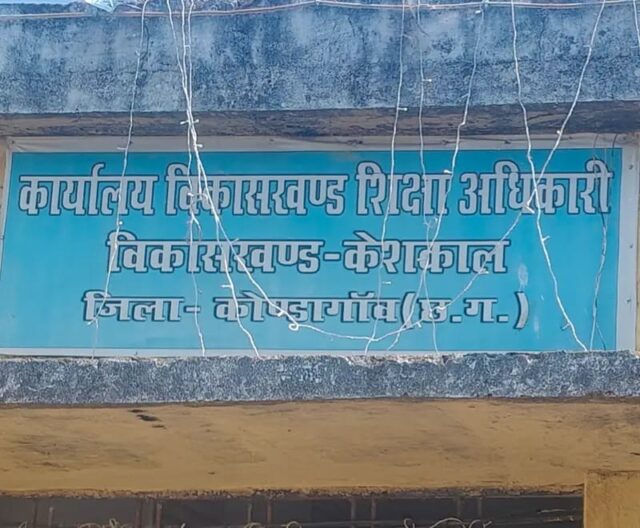 कार्यालय विकासखण्ड शिक्षा अधिकारी
विकासखण्ड-केशकाल
जिला- कोण्डागॉव(छ.ग.)